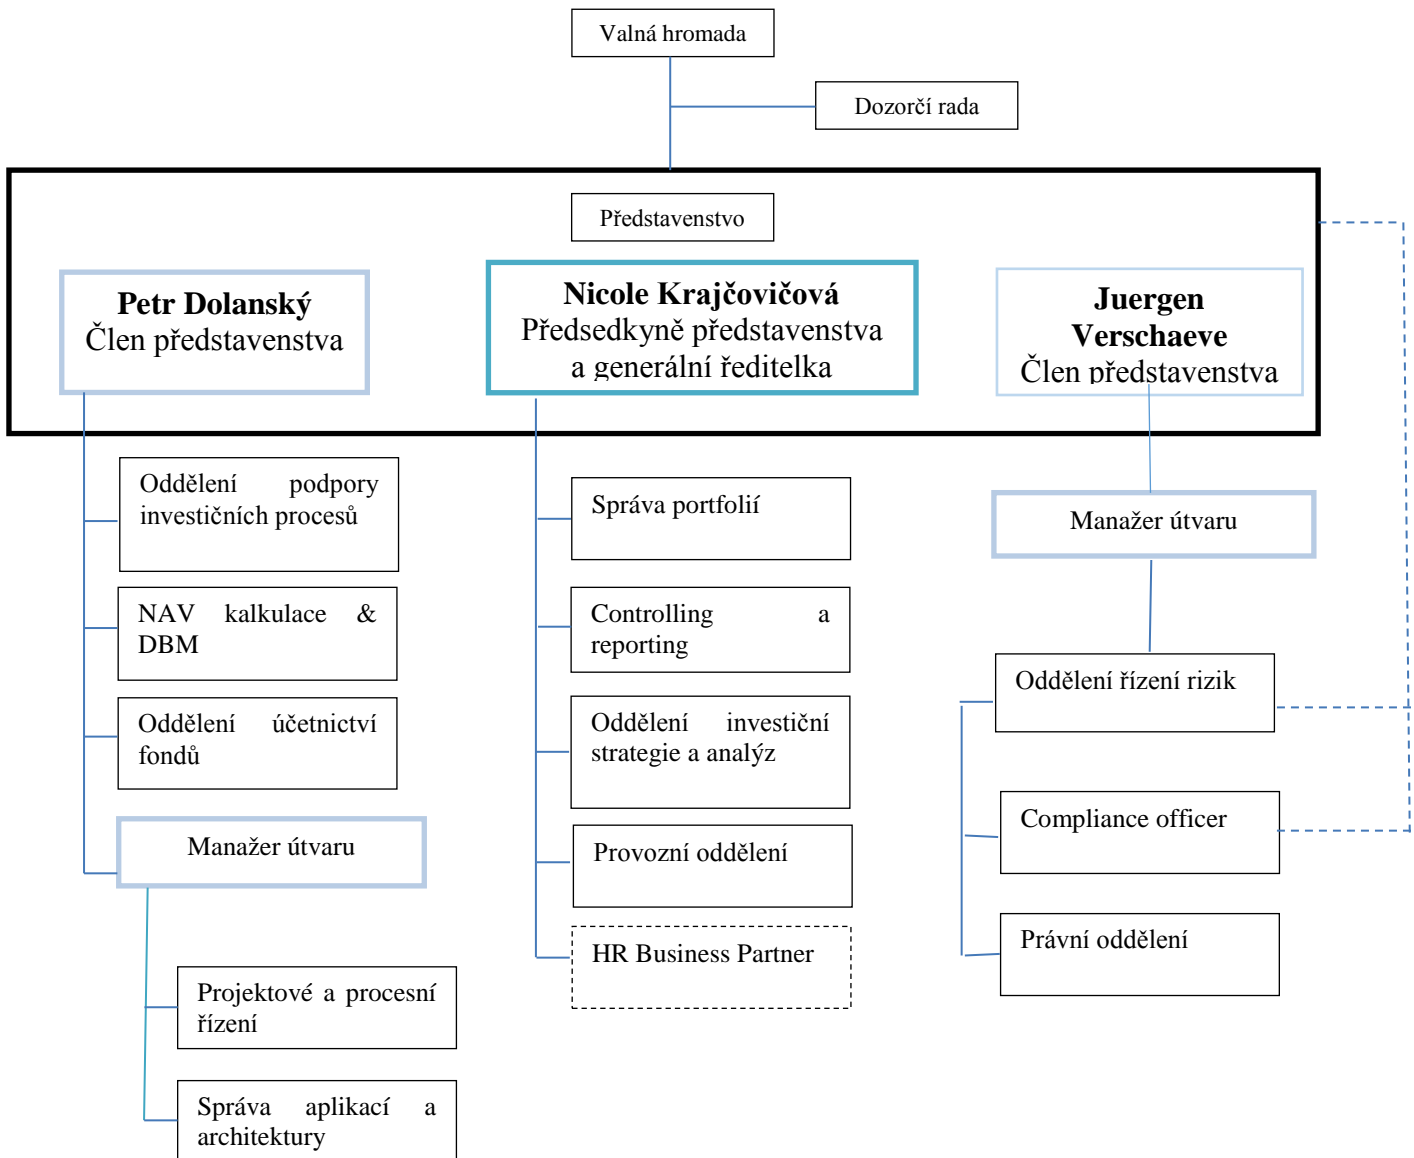 Valná hromada
Dozorčí rada
Představenstvo
Petr Dolanský
Člen představenstva
Nicole Krajčovičová
Předsedkyně představenstva
a generální ředitelka
Juergen
Verschaeve
Člen představenstva
Oddělení podpory
investičních procesů
NAV kalkulace &
DBM
Oddělení účetnictví
fondů
Manažer útvaru
Projektové a procesní
řízení
Správa aplikací a
architektury
Správa portfolií
Controlling a
reporting
Oddělení investiční
strategie a analýz
Provozní oddělení
HR Business Partner
Manažer útvaru
Oddělení řízení rizik
Compliance officer
Právní oddělení